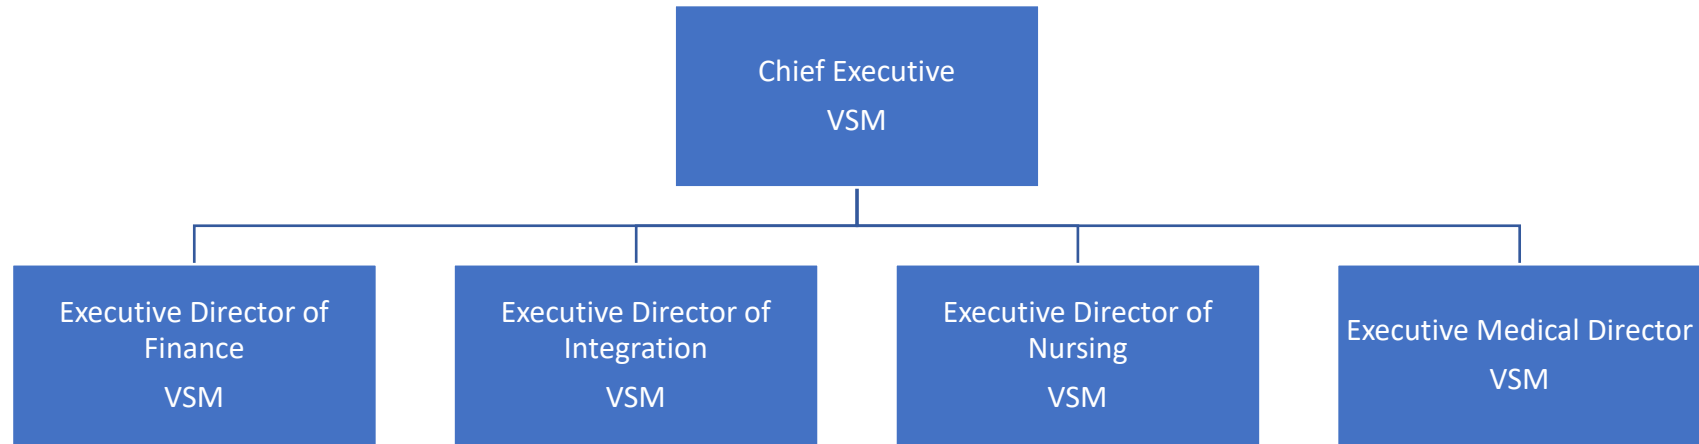 Chief Executive
VSM
Executive Director of
Finance
VSM
Executive Director of
Integration
VSM
Executive Director of
Nursing
VSM
Executive Medical Director
VSM